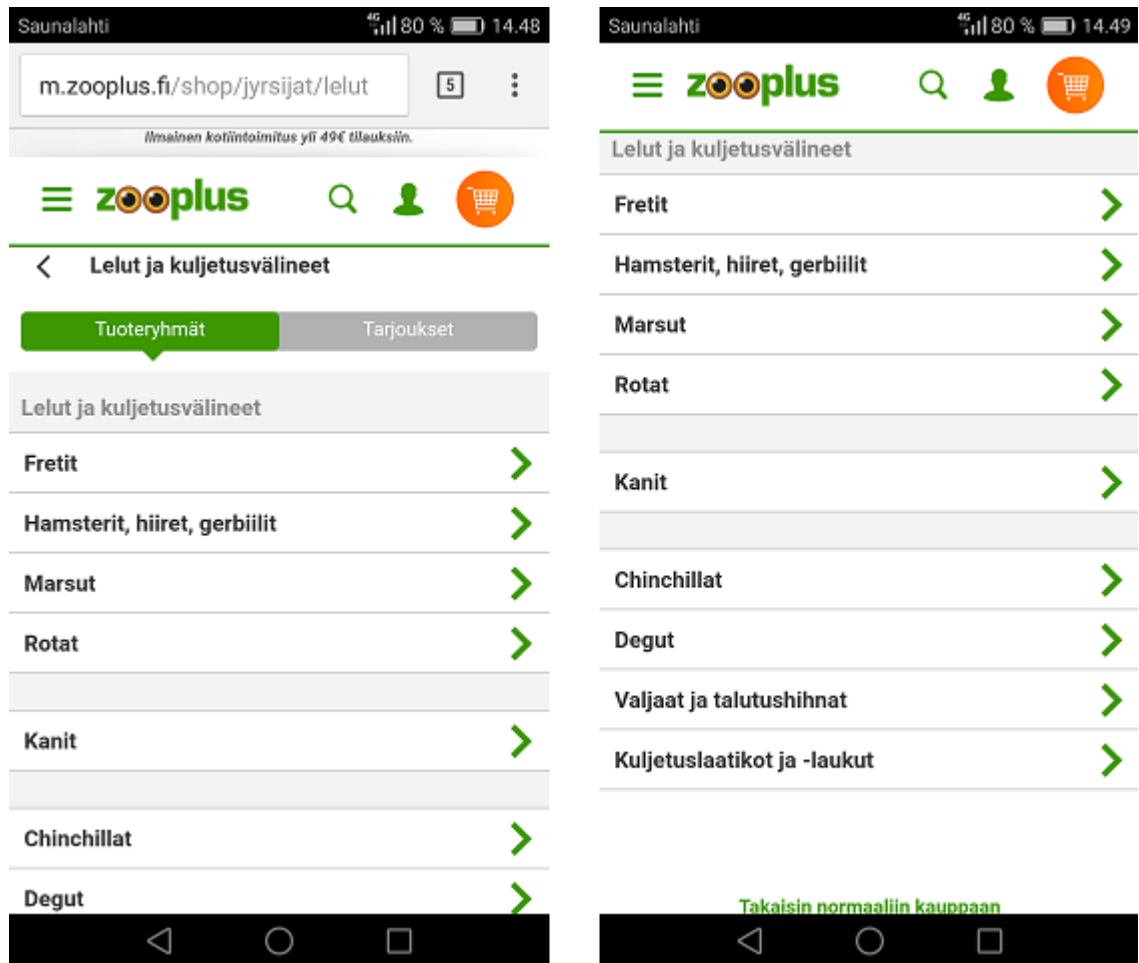 Saunalahti 4G 80 % 14.48
m.zooplus.fi/shop/jyrsijat/lelut 5
Ilmainen kotiintoimitus yli 49€ tilauksiin.
zooplus
Lelut ja kuljetusvälineet
Tuoteryhmät Tarjoukset
Lelut ja kuljetusvälineet
Fretit
Hamsterit, hiiret, gerbiilit
Marsut
Rotat
Kanit
Chinchillat
Degut
Saunalahti 4G 80 % 14.49
zooplus
Lelut ja kuljetusvälineet
Fretit
Hamsterit, hiiret, gerbiilit
Marsut
Rotat
Kanit
Chinchillat
Degut
Valjaat ja talutushihnat
Kuljetuslaatikot ja -laukut
Takaisin normaaliin kauppaan